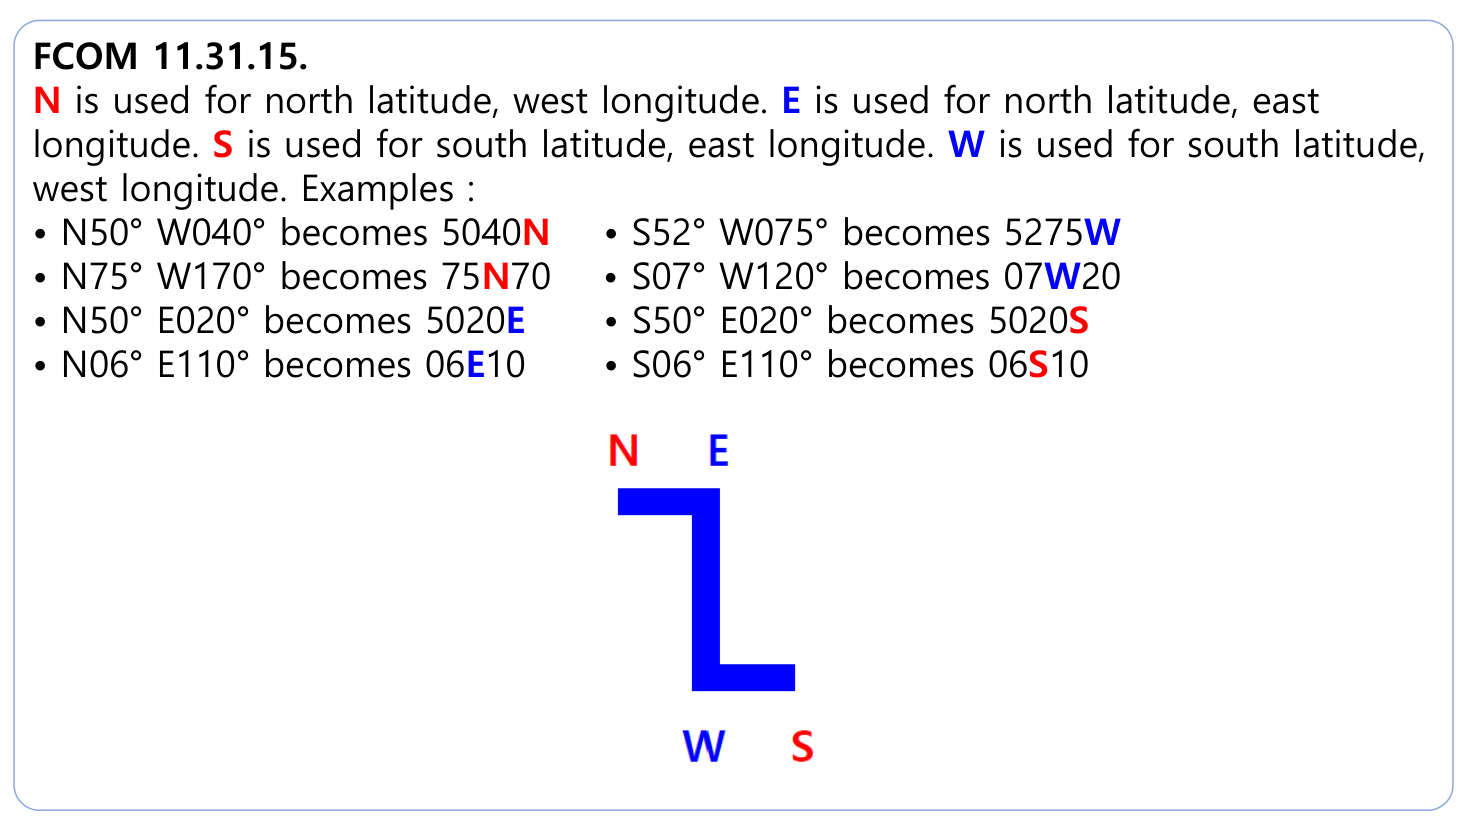 FCOM 11.31.15.
N is used for north latitude, west longitude. E is used for north latitude, east
longitude. S is used for south latitude, east longitude. W is used for south latitude,
west longitude. Examples :
• N50° W040° becomes 5040N
• N75° W170° becomes 75N70
• N50° E020° becomes 5020E
• N06° E110° becomes 06E10
• S52° W075° becomes 5275W
• S07° W120° becomes 07W20
• S50° E020° becomes 5020S
• S06° E110° becomes 06S10
N E
W S